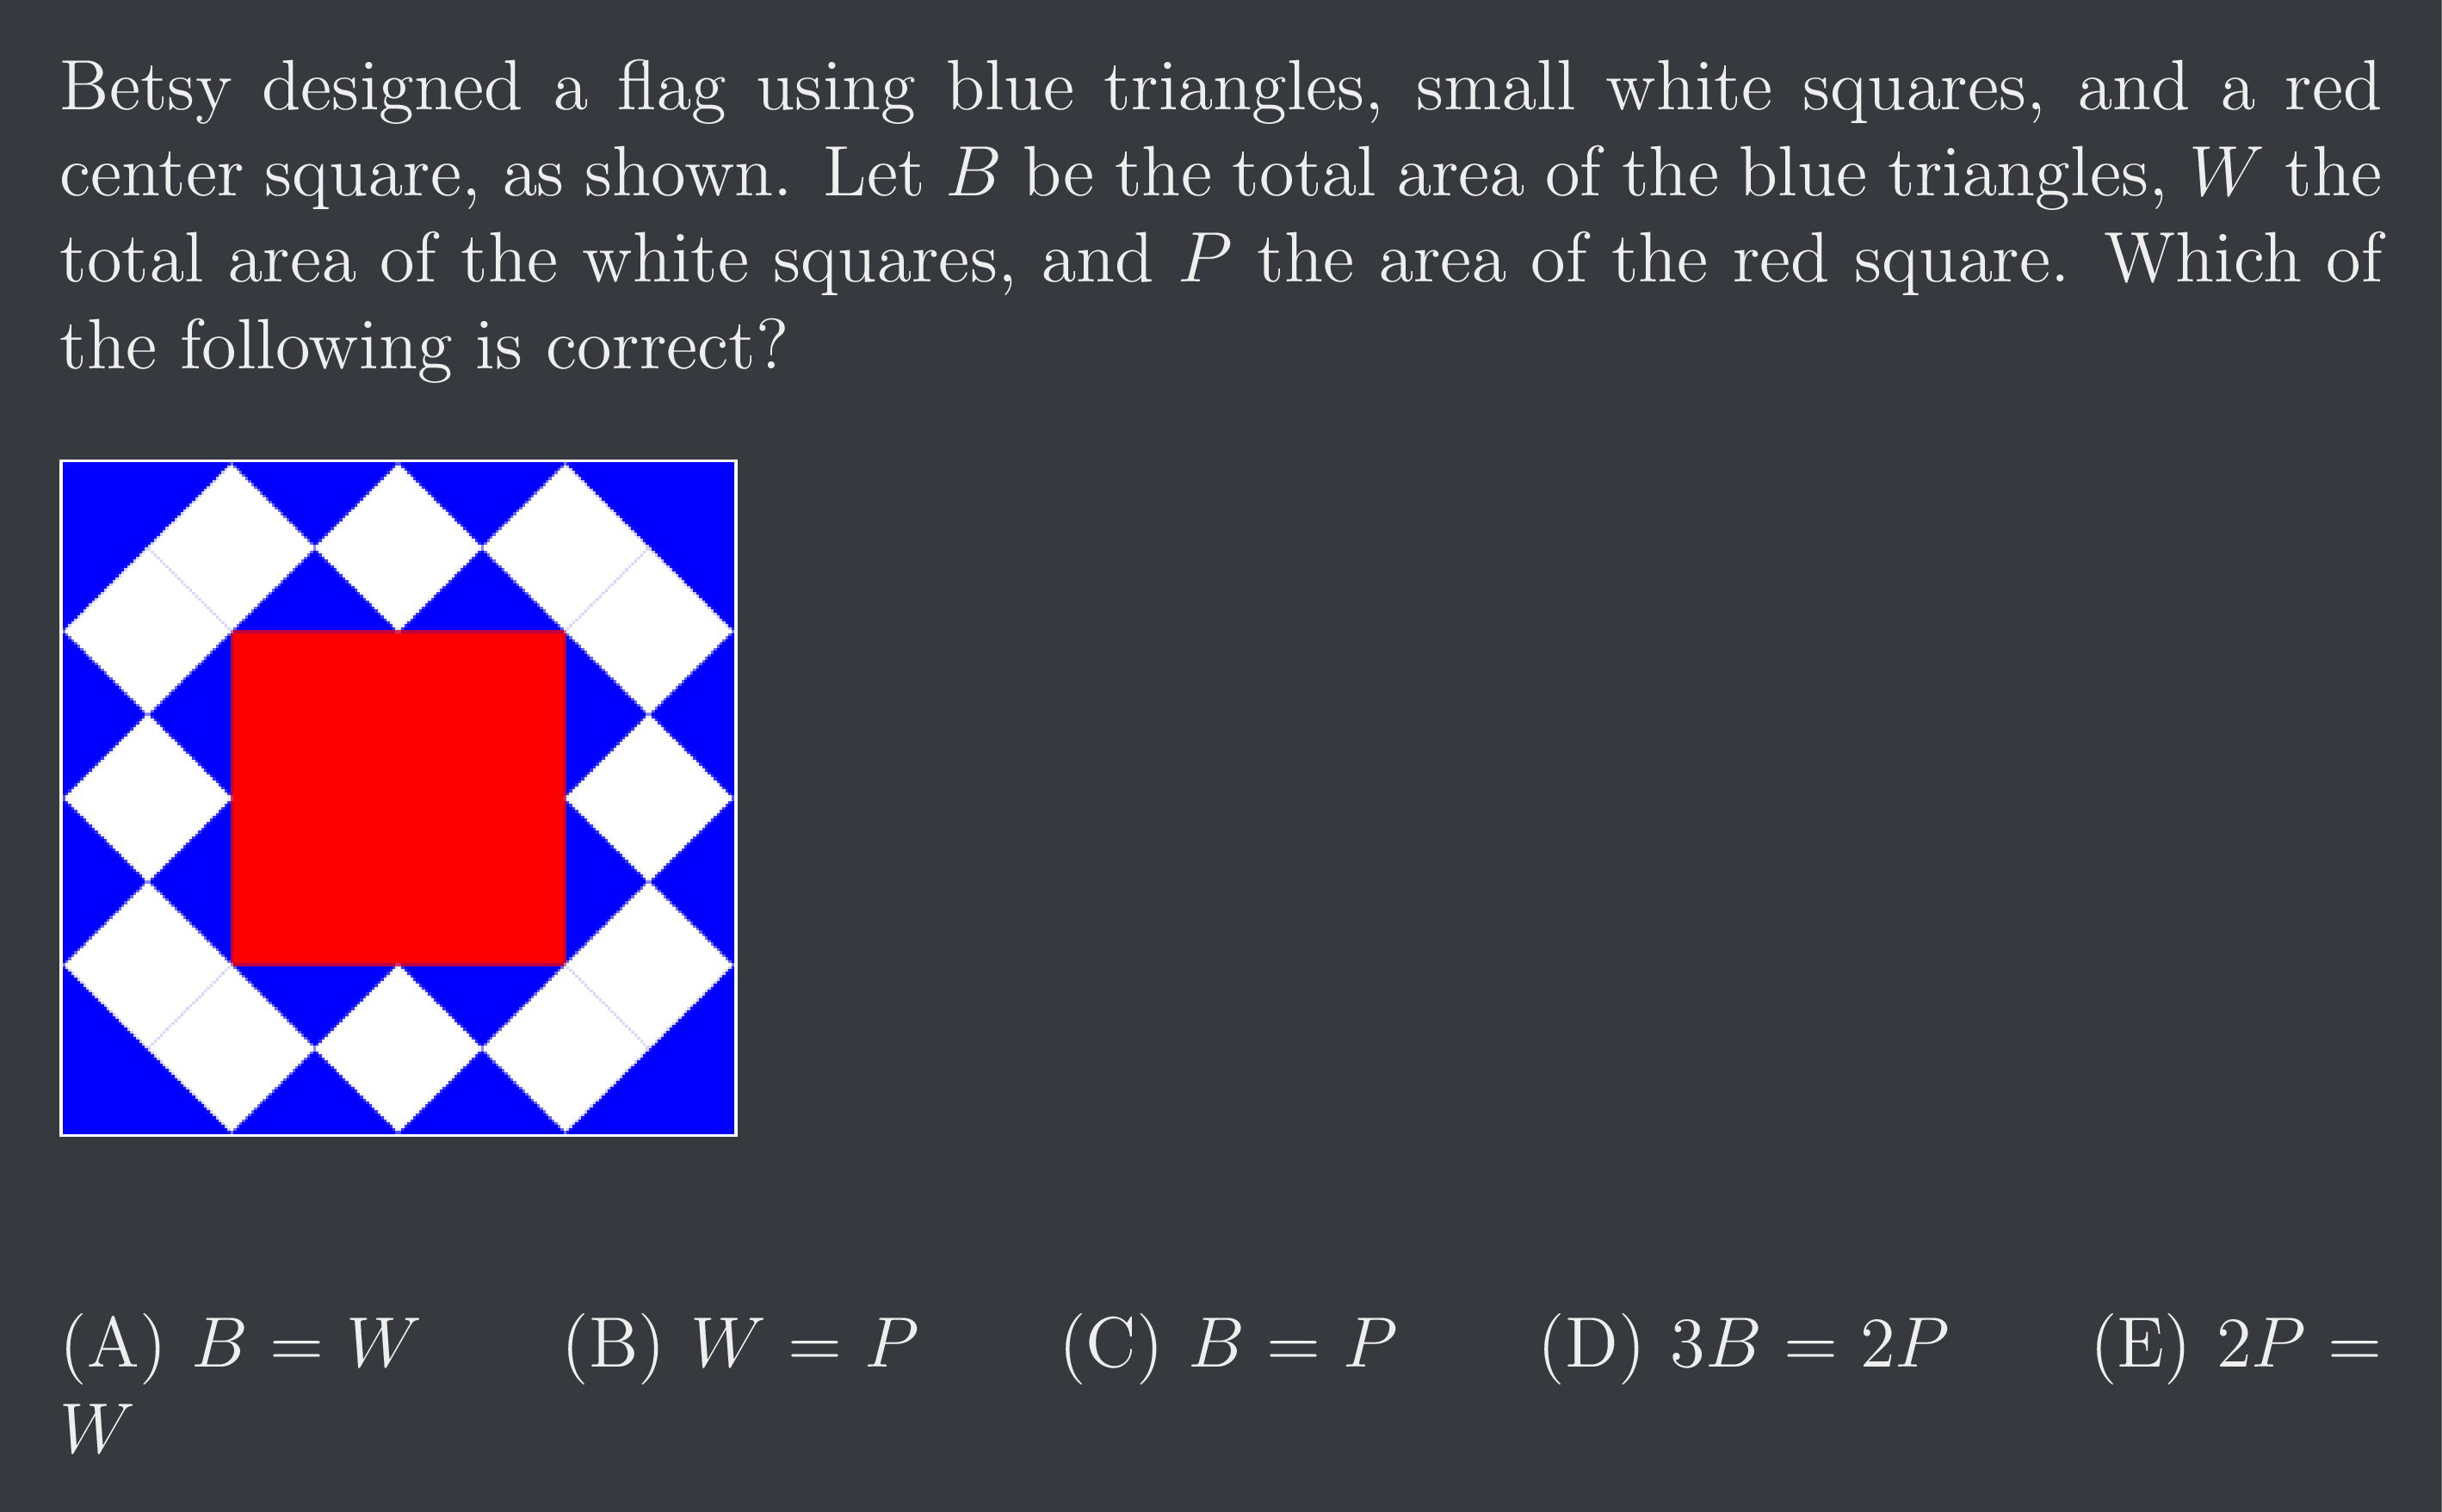 Betsy designed a flag using blue triangles, small white squares, and a red
center square, as shown. Let B be the total area of the blue triangles, W the
total area of the white squares, and P the area of the red square. Which of
the following is correct?
(A) B = W (B) W = P (C) B = P (D) 3B = 2P (E) 2P =
W